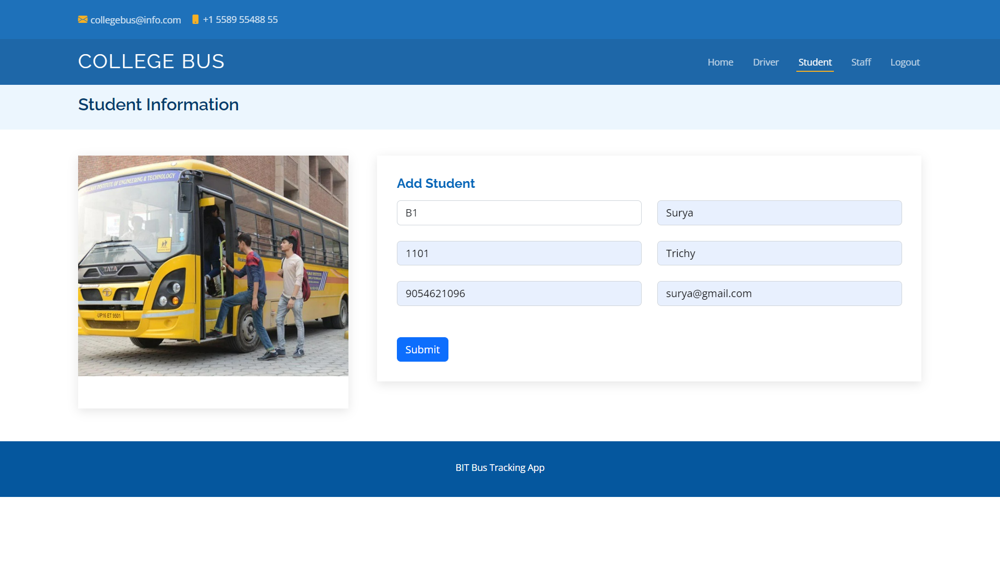 collegebus@info.com +1 5589 55488 55
COLLEGE BUS
Home Driver Student Staff Logout
Student Information
INSTITUTE OF ENGINEERING & TECHNOLOGY
TATA
UP16 ET 9501
Add Student
B1 Surya
1101 Trichy
9054621096 surya@gmail.com
Submit
BIT Bus Tracking App